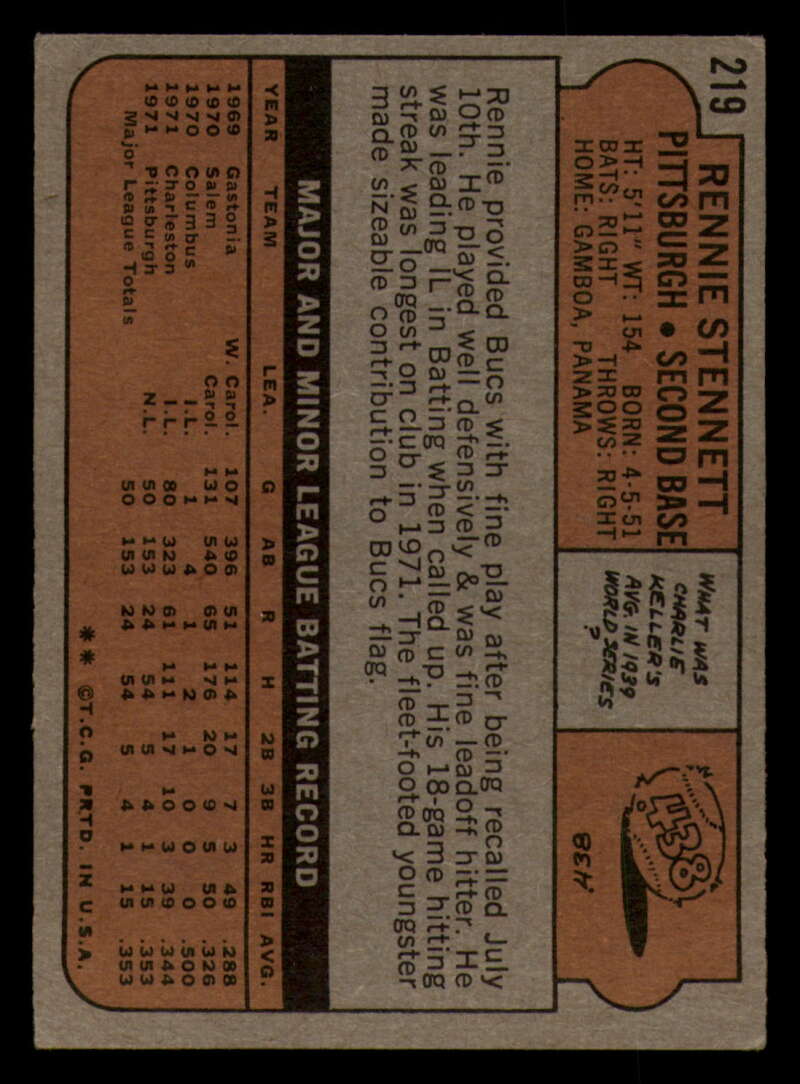 219
RENNIE STENNETT
PITTSBURGH • SECOND BASE
HT: 5'11" WT: 154 BORN: 4-5-51
BATS: RIGHT THROWS: RIGHT
HOME: GAMBOA, PANAMA
WHAT WAS
CHARLIE
KELLER'S
AVG. IN 1939
WORLD SERIES
?
.438
.438
Rennie provided Bucs with fine play after being recalled July
10th. He played well defensively & was fine leadoff hitter. He
was leading IL in Batting when called up. His 18-game hitting
streak was longest on club in 1971. The fleet-footed youngster
made sizeable contribution to Bucs flag.
MAJOR AND MINOR LEAGUE BATTING RECORD
YEAR TEAM LEA. G AB R H 2B 3B HR RBI AVG.
1969 Gastonia W. Carol. 107 396 51 114 17 7 3 49 .288
1970 Salem Carol. 131 540 65 176 20 9 5 50 .326
1970 Columbus I.L. 1 4 1 2 1 0 0 0 .500
1971 Charleston I.L. 80 323 61 111 17 10 3 39 .344
1971 Pittsburgh N.L. 50 153 24 54 5 4 1 15 .353
Major League Totals 50 153 24 54 5 4 1 15 .353
** ©T.C.G. PRTD. IN U.S.A.